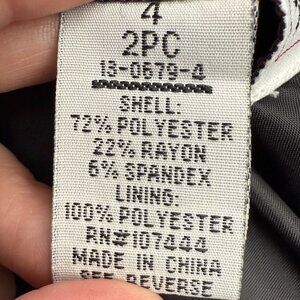 4
2PC
13-0679-4
SHELL:
72% POLYESTER
22% RAYON
6% SPANDEX
LINING:
100% POLYESTER
RN#107444
MADE IN CHINA
SEE REVERSE